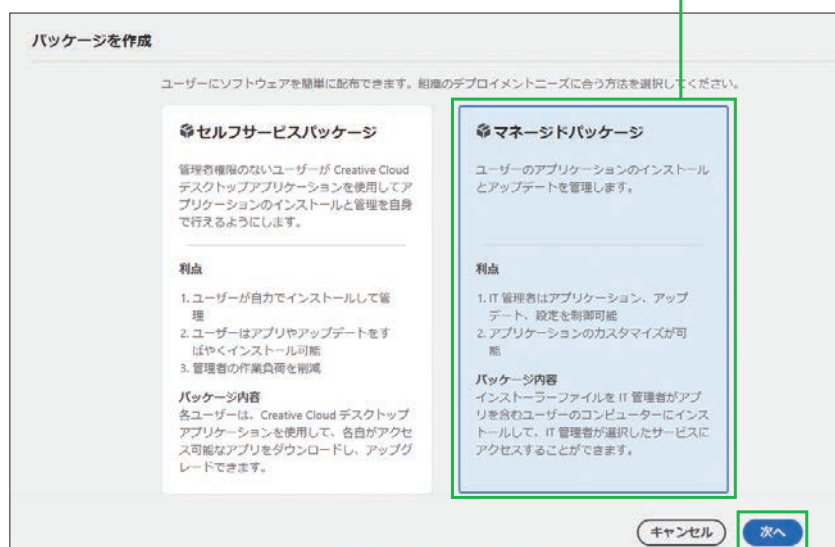 パッケージを作成
ユーザーにソフトウェアを簡単に配布できます。組織のデプロイメントニーズに合う方法を選択してください。
セルフサービスパッケージ
管理者権限のないユーザーが Creative Cloud
デスクトップアプリケーションを使用してア
プリケーションのインストールと管理を自身
で行えるようにします。
利点
1. ユーザーが自力でインストールして管
理
2. ユーザーはアプリやアップデートをす
ばやくインストール可能
3. 管理者の作業負荷を削減
パッケージ内容
各ユーザーは、Creative Cloud デスクトップ
アプリケーションを使用して、各自がアクセ
ス可能なアプリをダウンロードし、アップグ
レードできます。
マネージドパッケージ
ユーザーのアプリケーションのインストール
とアップデートを管理します。
利点
1. IT 管理者はアプリケーション、アップ
デート、設定を制御可能
2. アプリケーションのカスタマイズが可
能
パッケージ内容
インストーラーファイルを IT 管理者がアプ
リを含むユーザーのコンピューターにインス
トールして、IT 管理者が選択したサービスに
アクセスすることができます。
キャンセル
次へ